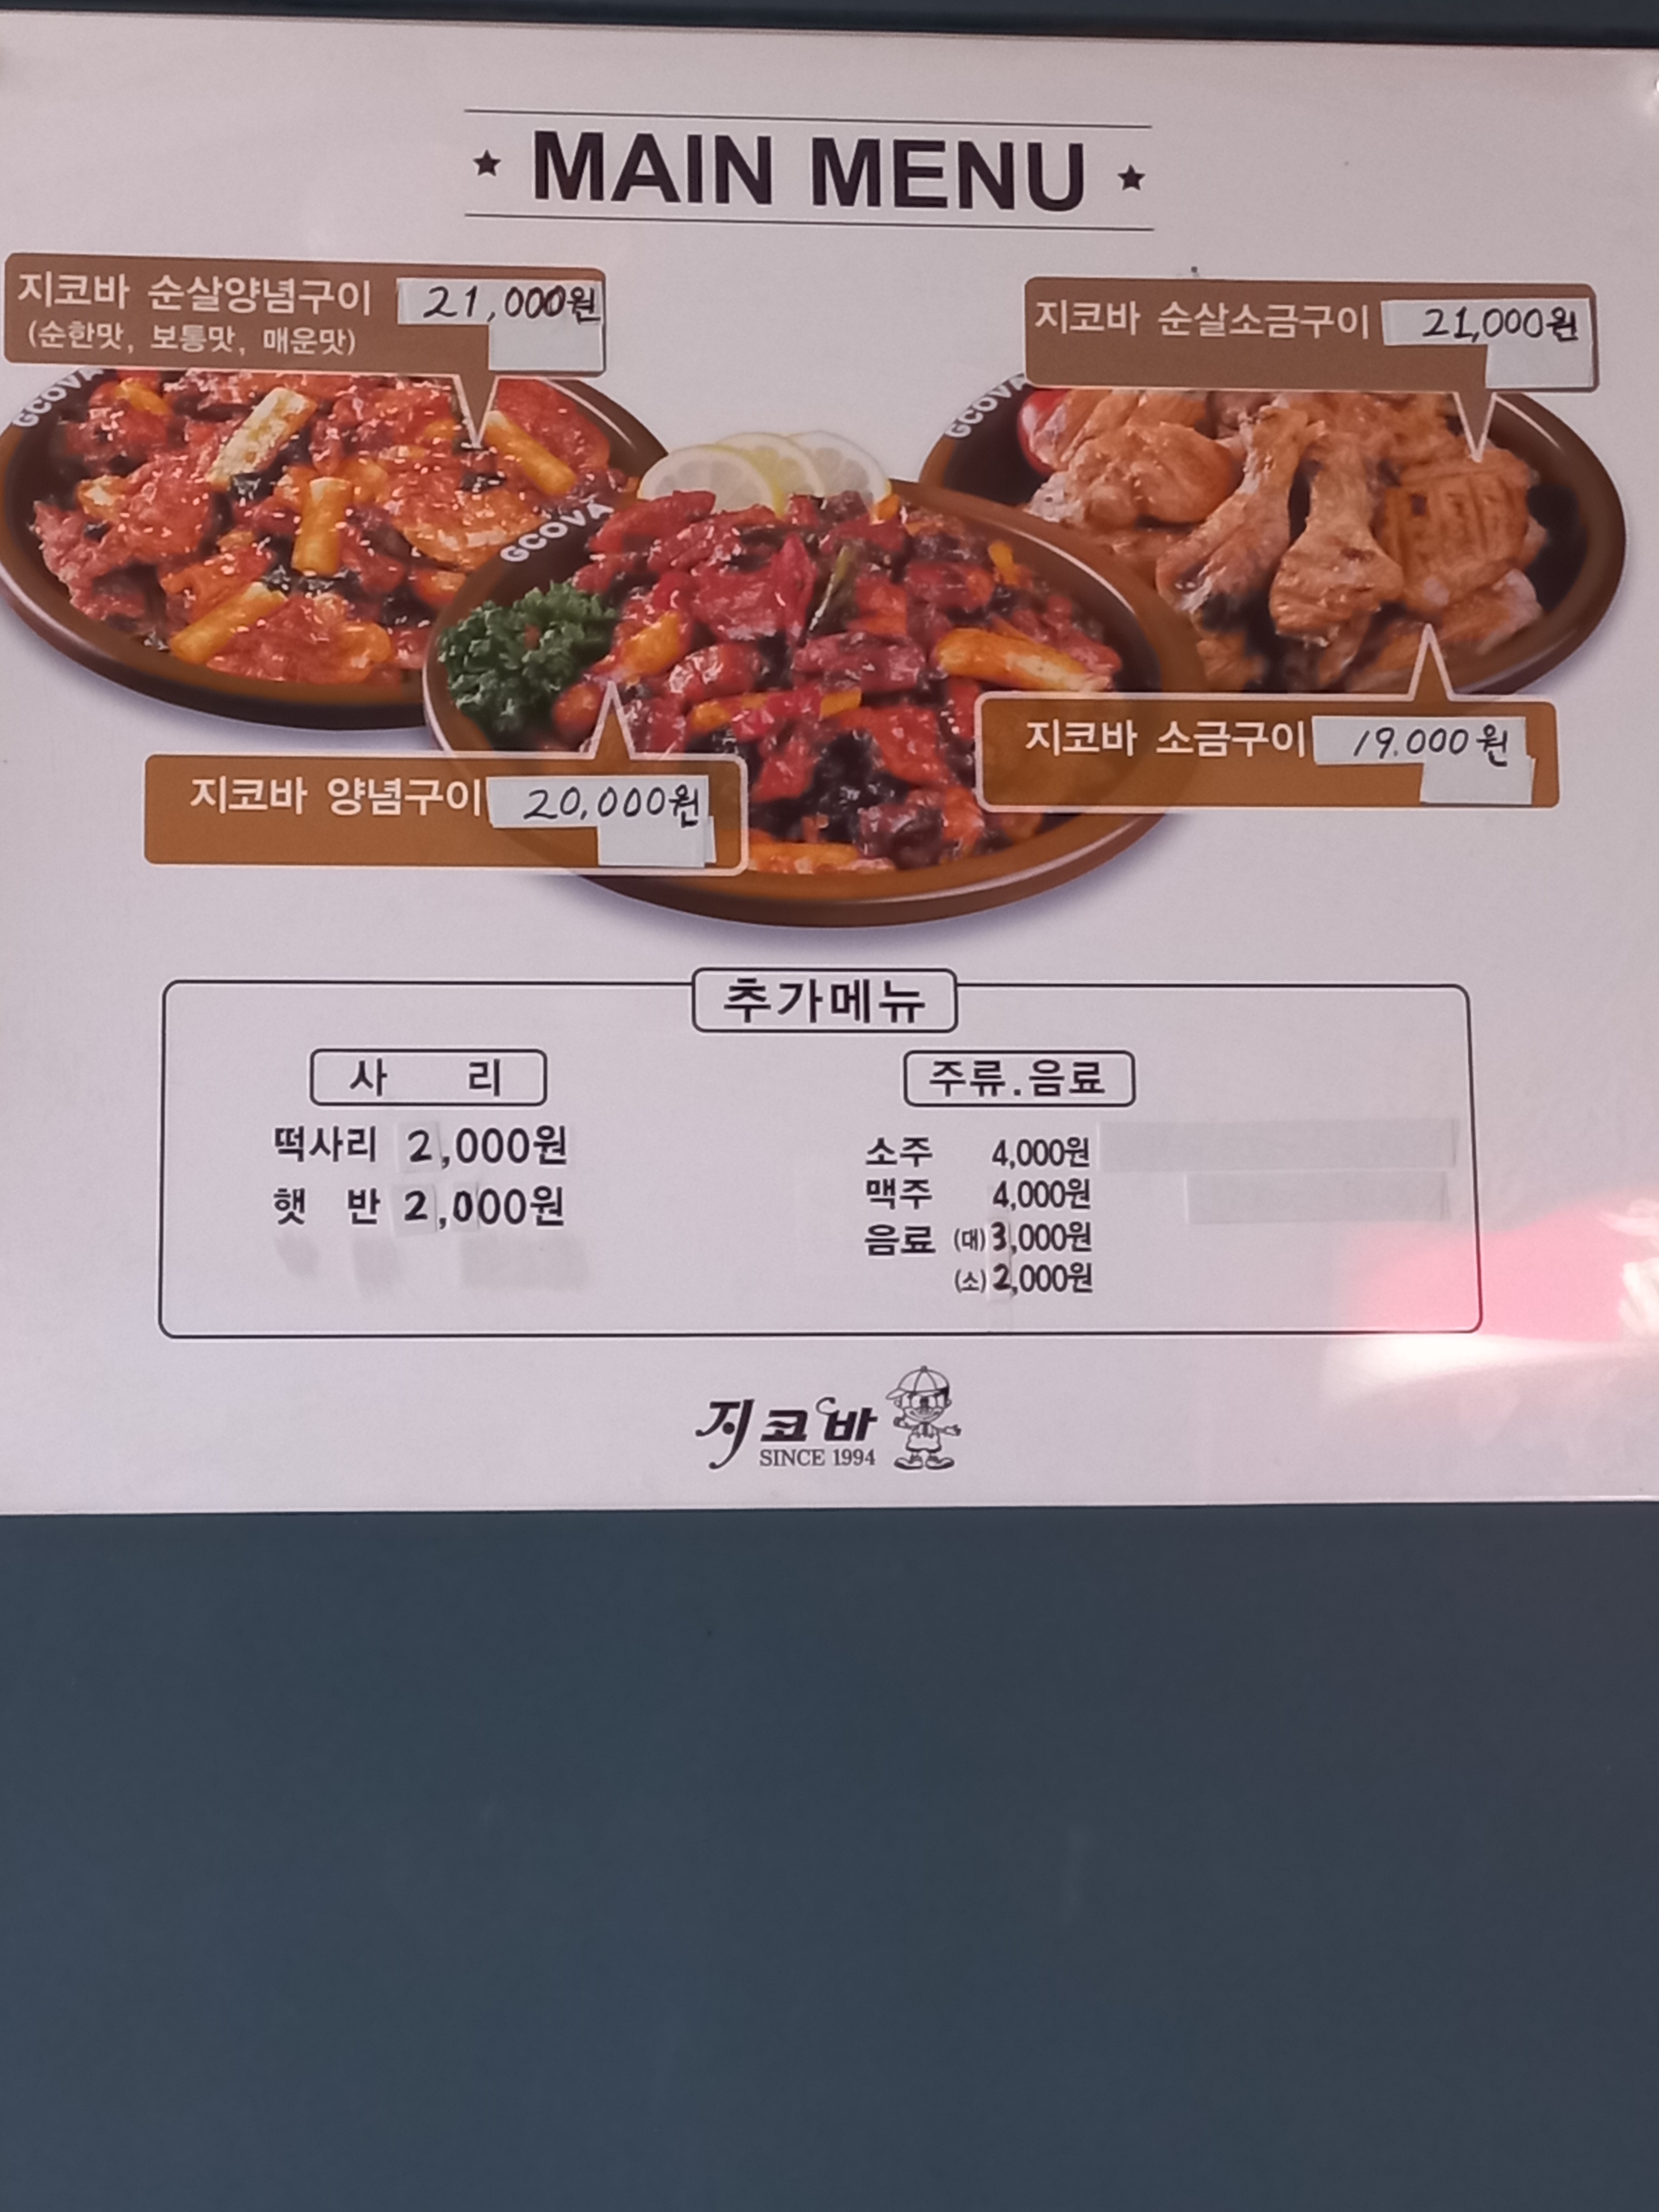 ★ MAIN MENU ★
지코바 순살양념구이 21,000원
(순한맛, 보통맛, 매운맛)
지코바 순살소금구이 21,000원
GCOVA
GCOVA
GCOVA
지코바 소금구이 19.000원
지코바 양념구이 20,000원
추가메뉴
사 리
떡사리 2,000원
햇 반 2,000원
주류.음료
소주 4,000원
맥주 4,000원
음료 (대) 3,000원
(소) 2,000원
지코바
SINCE 1994